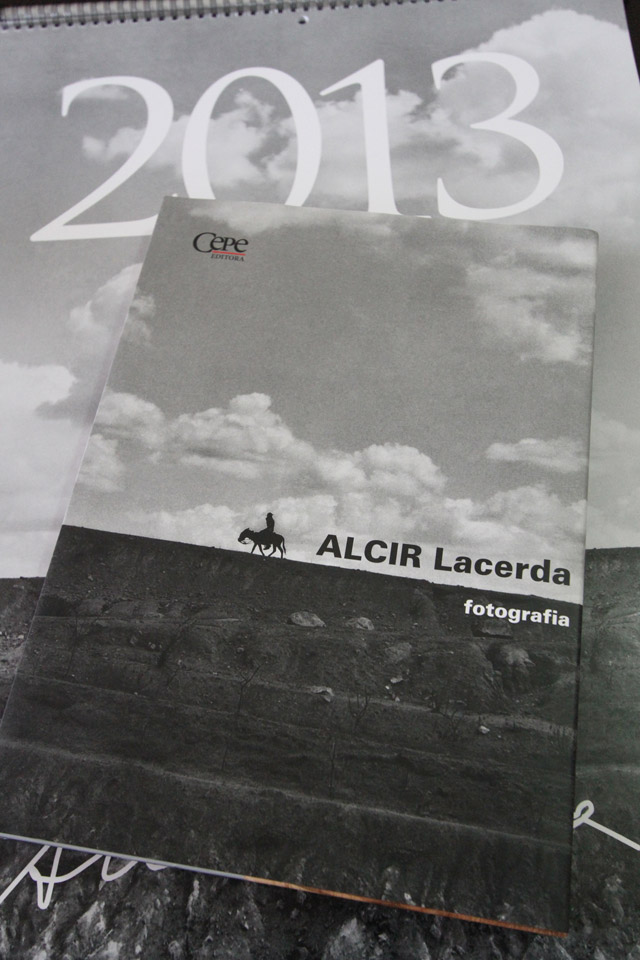 2013
CePe
EDITORA
ALCIR Lacerda
fotografia